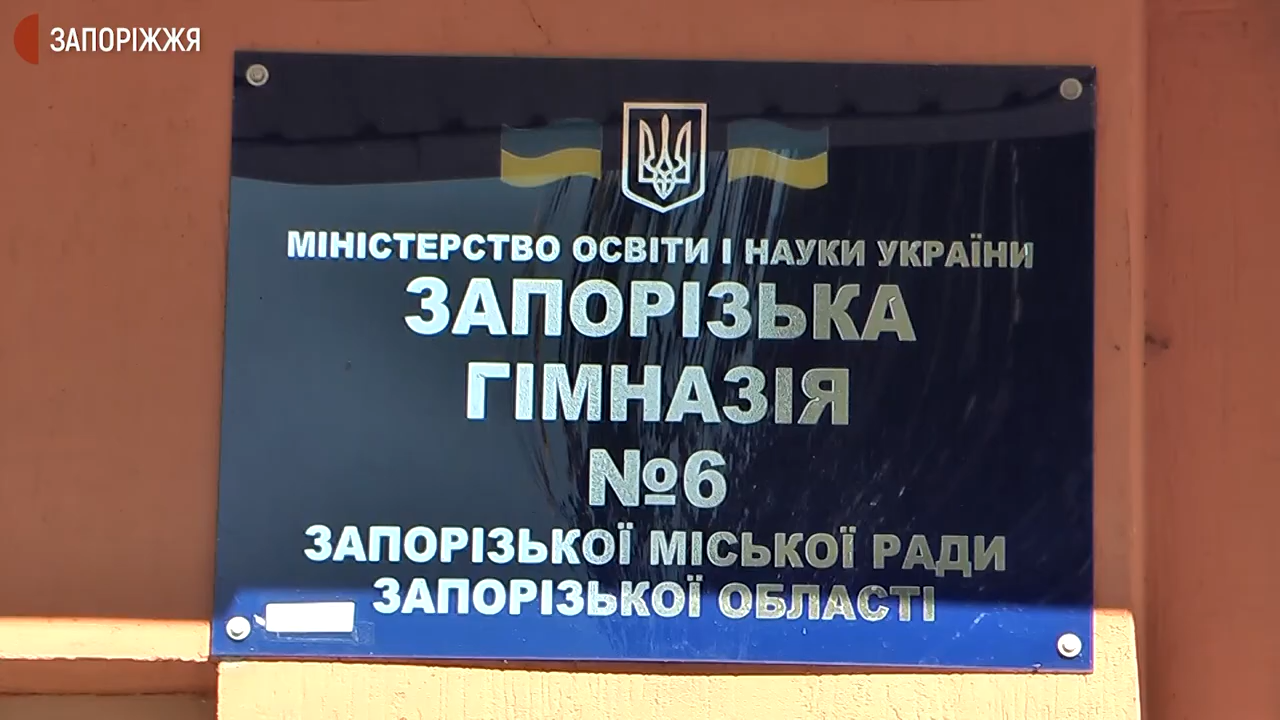 ЗАПОРІЖЖЯ
МІНІСТЕРСТВО ОСВІТИ І НАУКИ УКРАЇНИ
ЗАПОРІЗЬКА
ГІМНАЗІЯ
№6
ЗАПОРІЗЬКОЇ МІСЬКОЇ РАДИ
ЗАПОРІЗЬКОЇ ОБЛАСТІ